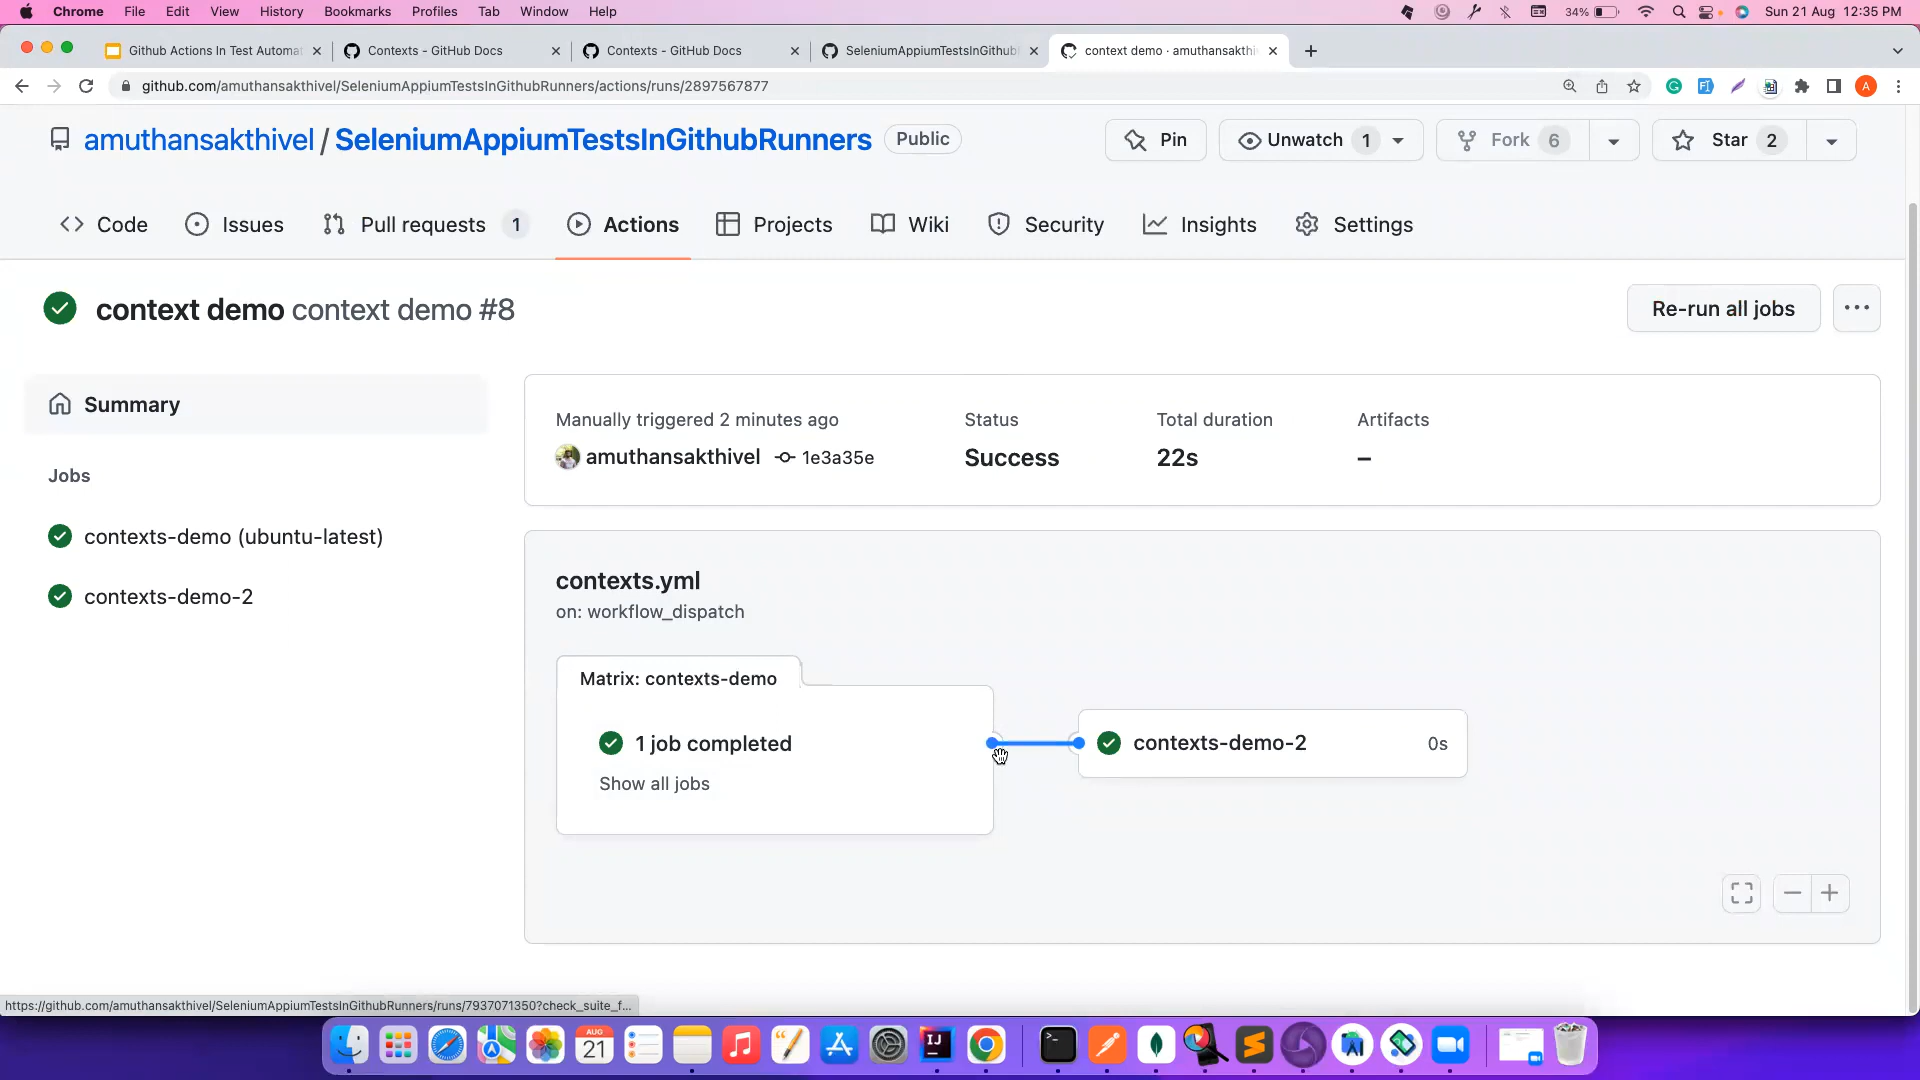 Chrome File Edit View History Bookmarks Profiles Tab Window Help 34% Sun 21 Aug 12:35 PM
Github Actions In Test Automat Contexts - GitHub Docs Contexts - GitHub Docs SeleniumAppiumTestsInGithub context demo · amuthansakthi
github.com/amuthansakthivel/SeleniumAppiumTestsInGithubRunners/actions/runs/2897567877 A
amuthansakthivel / SeleniumAppiumTestsInGithubRunners Public Pin Unwatch 1 Fork 6 Star 2
Code Issues Pull requests 1 Actions Projects Wiki Security Insights Settings
context demo context demo #8 Re-run all jobs
Summary
Manually triggered 2 minutes ago Status Total duration Artifacts
amuthansakthivel 1e3a35e Success 22s –
Jobs
contexts-demo (ubuntu-latest)
contexts-demo-2
contexts.yml
on: workflow_dispatch
Matrix: contexts-demo
1 job completed
contexts-demo-2 0s
Show all jobs
https://github.com/amuthansakthivel/SeleniumAppiumTestsInGithubRunners/runs/7937071350?check_suite_f...
AUG
21